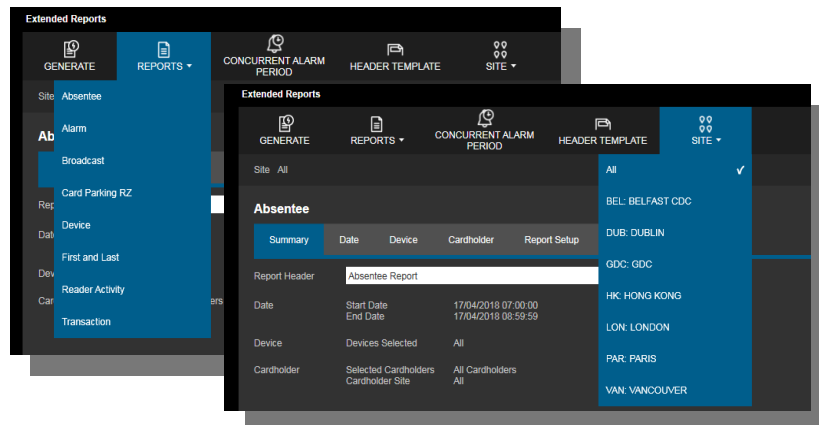 Extended Reports
GENERATE
REPORTS
CONCURRENT ALARM
PERIOD
HEADER TEMPLATE
SITE
Site
Absentee
Alarm
Broadcast
Card Parking RZ
Device
First and Last
Reader Activity
Transaction
Extended Reports
GENERATE
REPORTS
CONCURRENT ALARM
PERIOD
HEADER TEMPLATE
SITE
Site All
Absentee
Summary Date Device Cardholder Report Setup
Report Header Absentee Report
Date Start Date 17/04/2018 07:00:00
End Date 17/04/2018 08:59:59
Device Devices Selected All
Cardholder Selected Cardholders All Cardholders
Cardholder Site All
All
BEL: BELFAST CDC
DUB: DUBLIN
GDC: GDC
HK: HONG KONG
LON: LONDON
PAR: PARIS
VAN: VANCOUVER